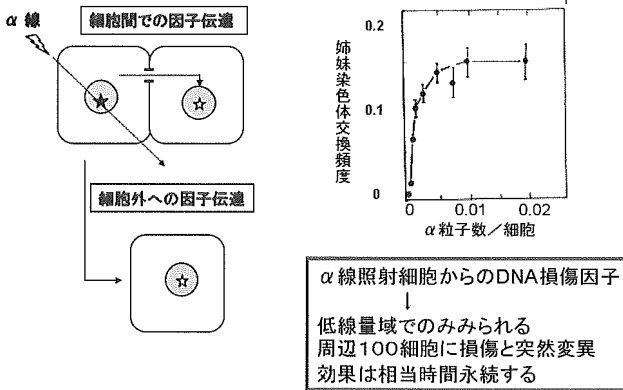 α 線
細胞間での因子伝達
細胞外への因子伝達
姉妹染色体交換頻度
0.2
0.1
0
0
0.01
0.02
α粒子数/細胞
α線照射細胞からのDNA損傷因子
↓
低線量域でのみみられる
周辺100細胞に損傷と突然変異
効果は相当時間永続する